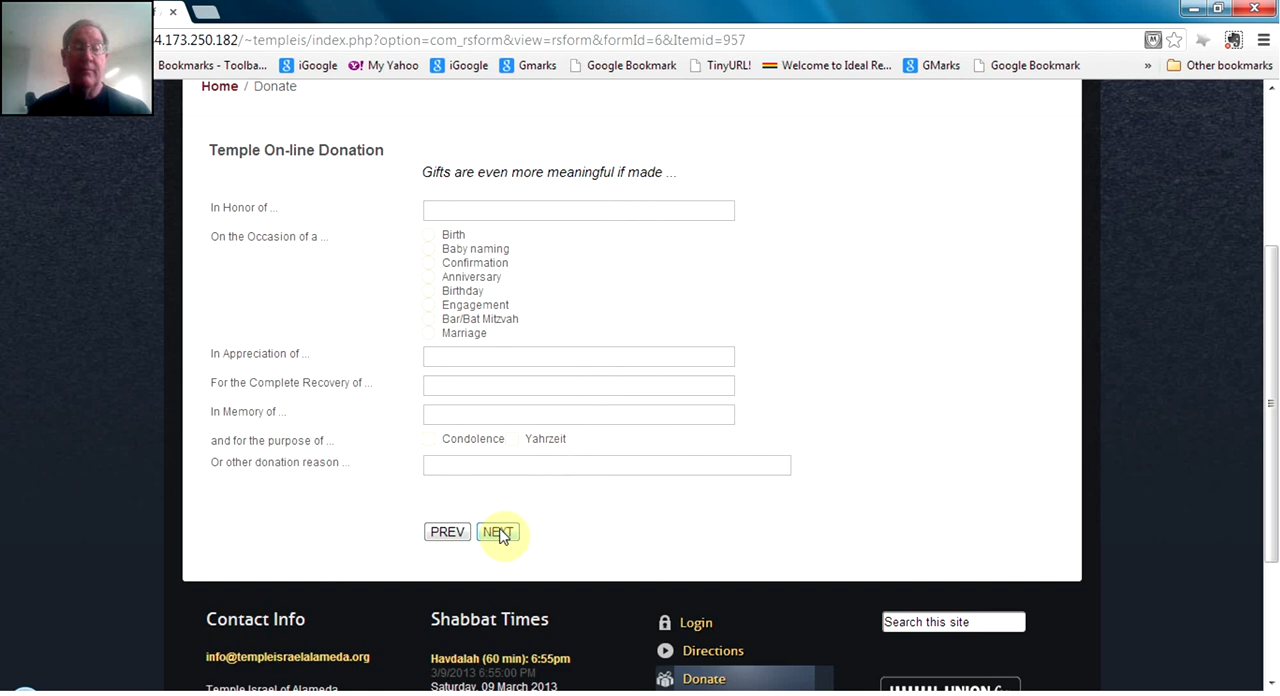 4.173.250.182/~templeis/index.php?option=com_rsform&view=rsform&formId=6&Itemid=957
Bookmarks - Toolba... iGoogle My Yahoo iGoogle Gmarks Google Bookmark TinyURL! Welcome to Ideal Re... GMarks Google Bookmark » Other bookmarks
Home / Donate
Temple On-line Donation
Gifts are even more meaningful if made ...
In Honor of ...
On the Occasion of a ...
Birth
Baby naming
Confirmation
Anniversary
Birthday
Engagement
Bar/Bat Mitzvah
Marriage
In Appreciation of ...
For the Complete Recovery of ...
In Memory of ...
and for the purpose of ... Condolence Yahrzeit
Or other donation reason ...
PREV NEXT
Contact Info
info@templeisraelalameda.org
Temple Israel of Alameda
Shabbat Times
Havdalah (60 min): 6:55pm
3/9/2013 6:55:00 PM
Saturday, 09 March 2013
Login
Directions
Donate
Search this site